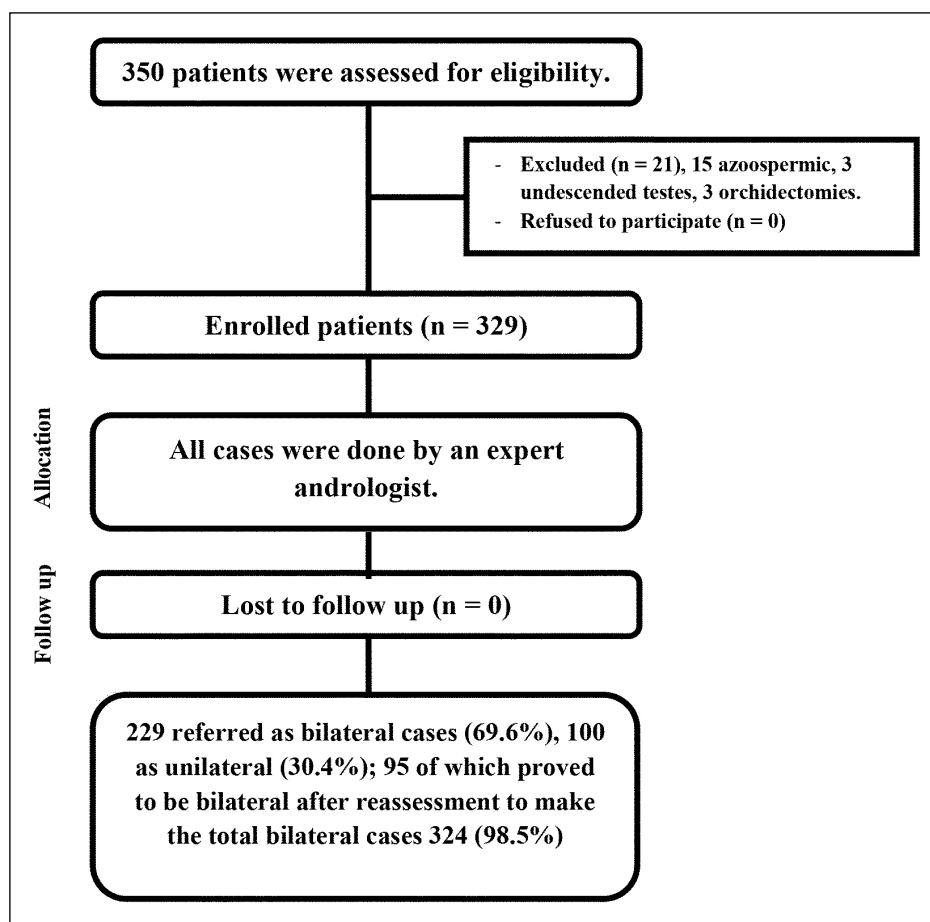 350 patients were assessed for eligibility.
- Excluded (n = 21), 15 azoospermic, 3
undescended testes, 3 orchidectomies.
- Refused to participate (n = 0)
Enrolled patients (n = 329)
Allocation
All cases were done by an expert
andrologist.
Follow up
Lost to follow up (n = 0)
229 referred as bilateral cases (69.6%), 100
as unilateral (30.4%); 95 of which proved
to be bilateral after reassessment to make
the total bilateral cases 324 (98.5%)